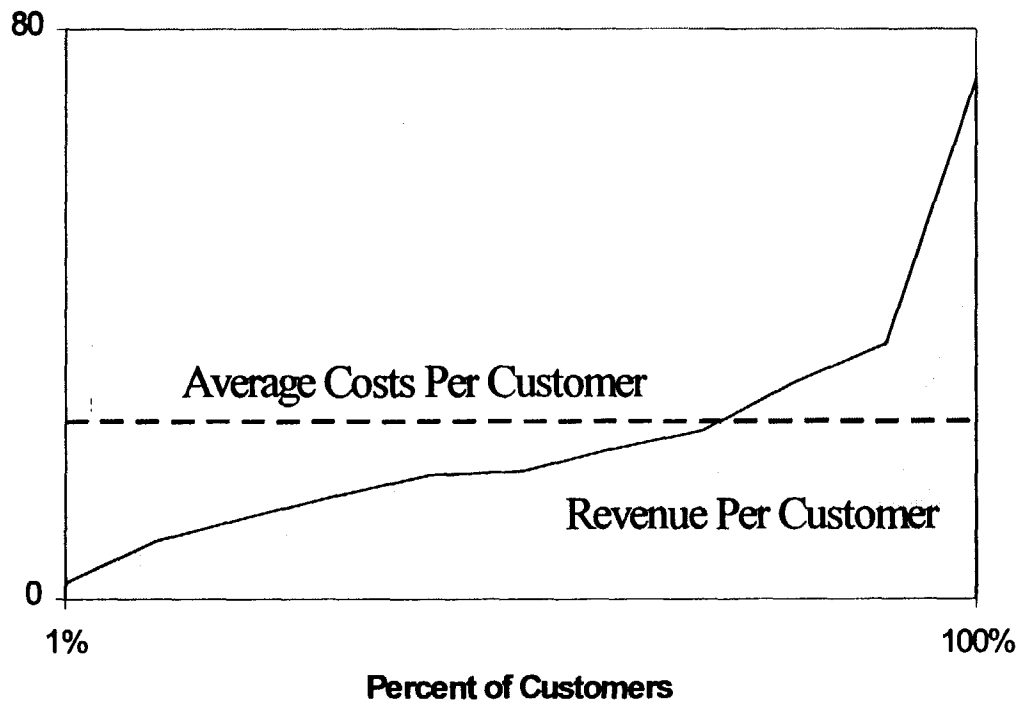 80
Average Costs Per Customer
Revenue Per Customer
0
1%
100%
Percent of Customers